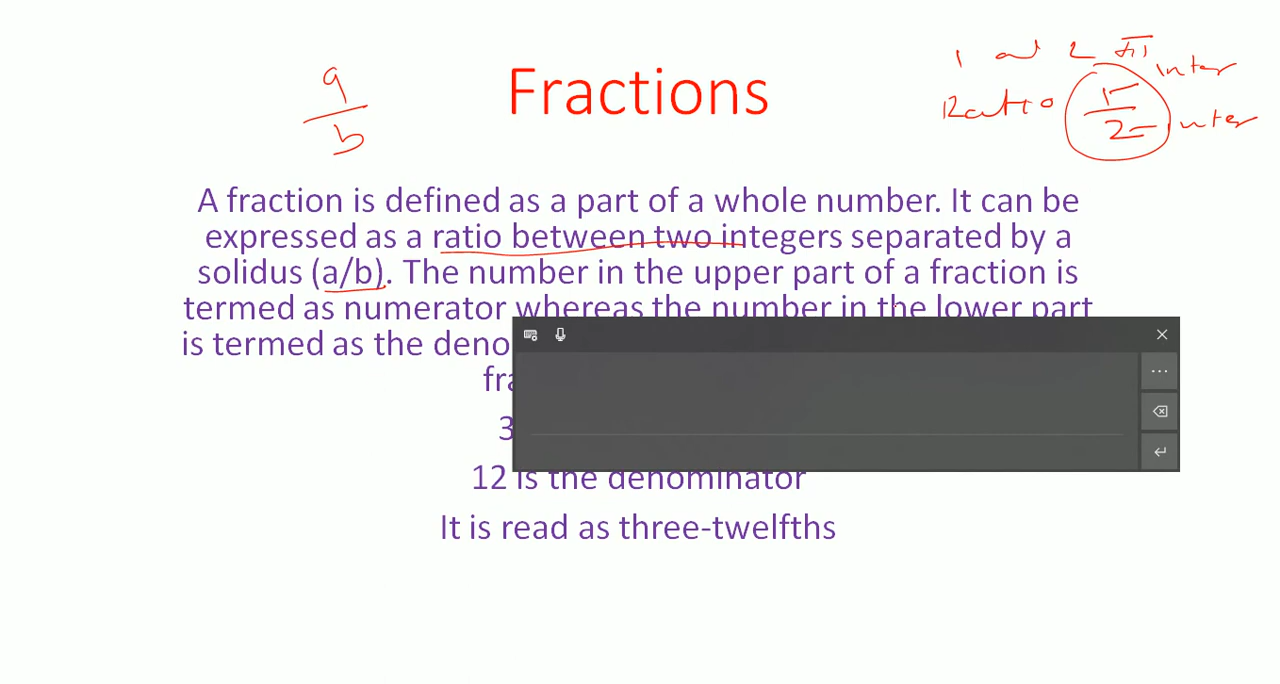 1 and 2
a
b
Fractions
Ratio 1
2
A fraction is defined as a part of a whole number. It can be
expressed as a ratio between two integers separated by a
solidus (a/b). The number in the upper part of a fraction is
termed as numerator whereas the number in the lower part
is termed as the deno
fra
3
12 is the denominator
It is read as three-twelfths